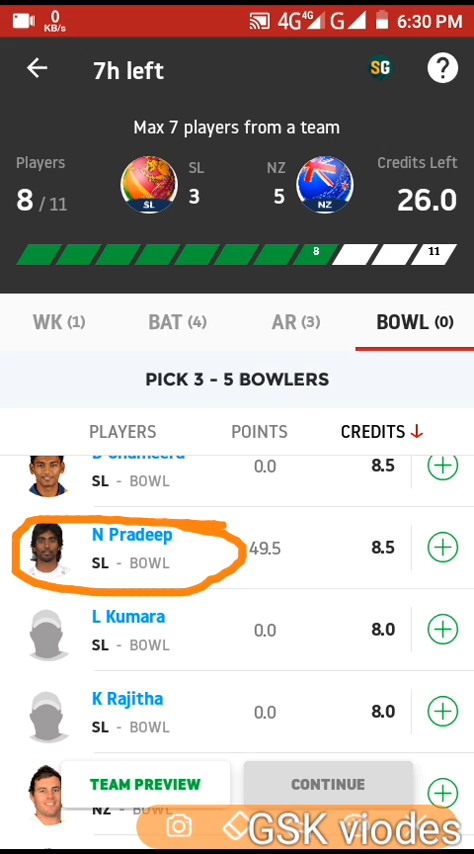 0
KB/s
4G 4G G 6:30 PM
7h left
SG
?
Max 7 players from a team
Players SL NZ Credits Left
8 / 11 SL 3 5 NZ 26.0
8 11
WK (1) BAT (4) AR (3) BOWL (0)
PICK 3 - 5 BOWLERS
PLAYERS POINTS CREDITS
D Chameera 0.0 8.5
SL - BOWL
N Pradeep 49.5 8.5
SL - BOWL
L Kumara 0.0 8.0
SL - BOWL
K Rajitha 0.0 8.0
SL - BOWL
TEAM PREVIEW CONTINUE
NZ - BOWL
GSK viodes